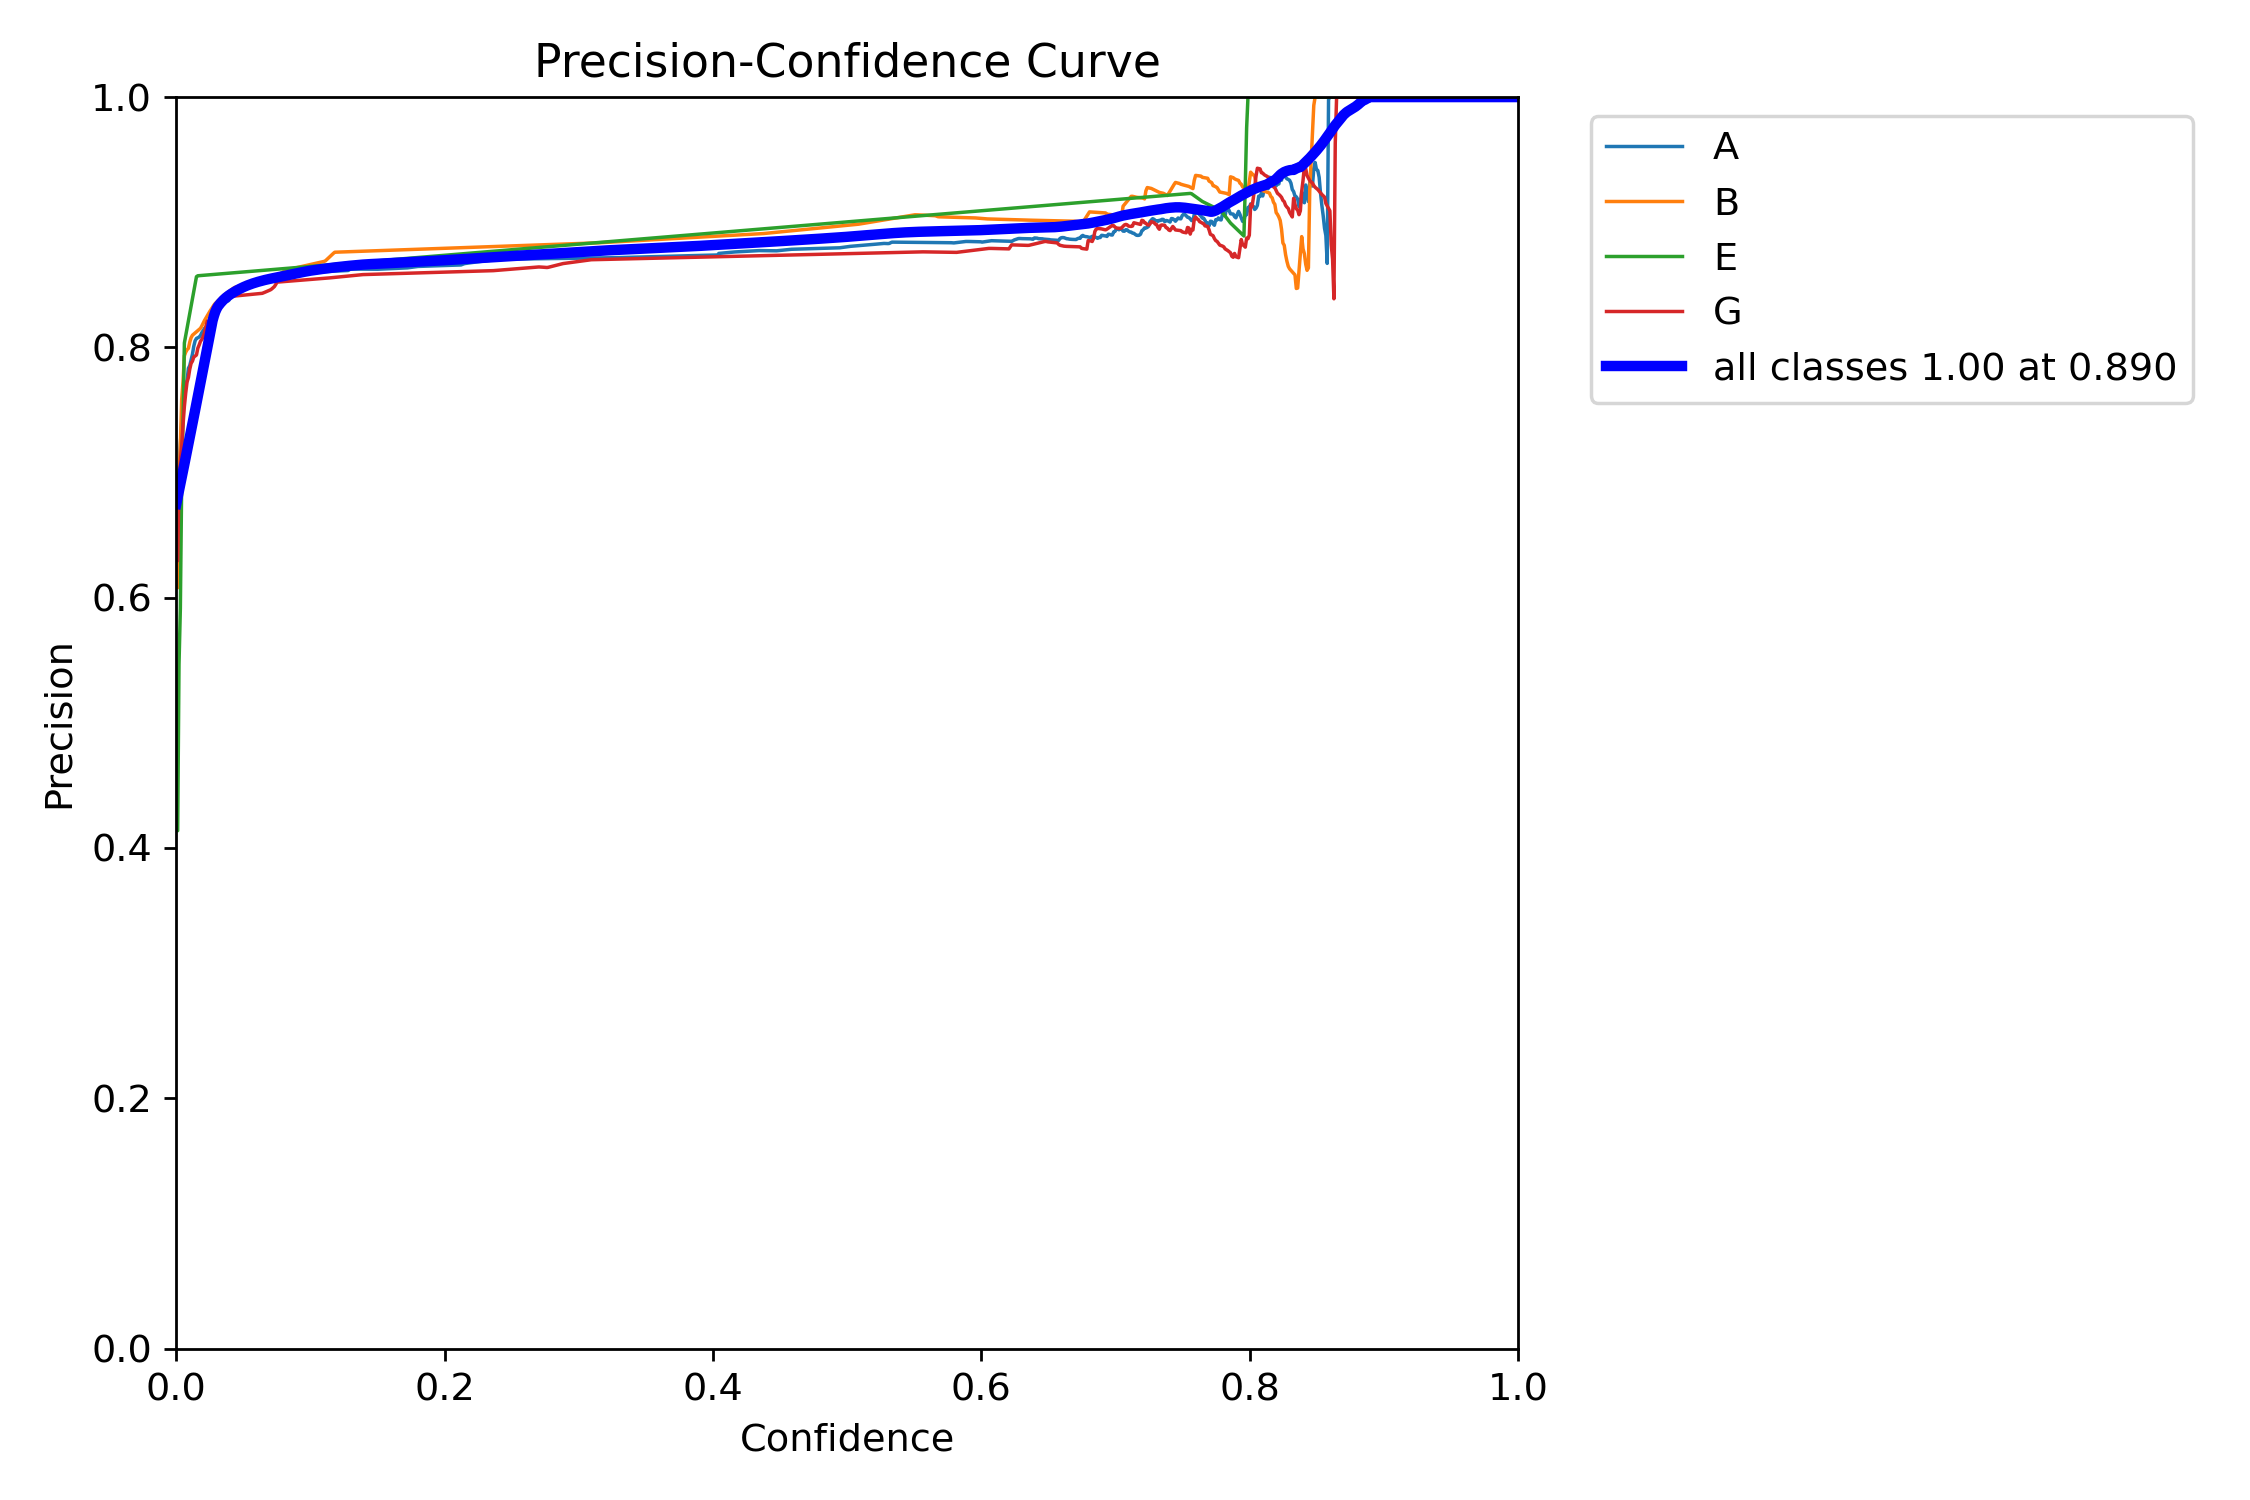 Precision-Confidence Curve
1.0
0.8
0.6
0.4
0.2
0.0
Precision
0.0 0.2 0.4 0.6 0.8 1.0
Confidence
A
B
E
G
all classes 1.00 at 0.890